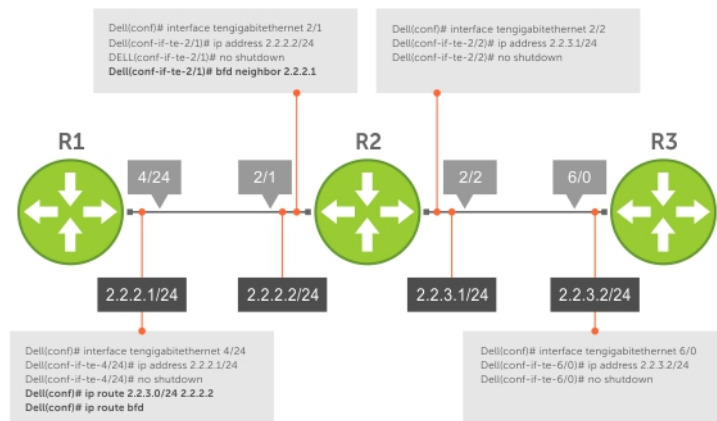 Dell(conf)# interface tengigabitethernet 2/1
Dell(conf-if-te-2/1)# ip address 2.2.2.2/24
DELL(conf-if-te-2/1)# no shutdown
Dell(conf-if-te-2/1)# bfd neighbor 2.2.2.1
Dell(conf)# interface tengigabitethernet 2/2
Dell(conf-if-te-2/2)# ip address 2.2.3.1/24
Dell(conf-if-te-2/2)# no shutdown
R1
R2
R3
4/24
2/1
2/2
6/0
2.2.2.1/24
2.2.2.2/24
2.2.3.1/24
2.2.3.2/24
Dell(conf)# interface tengigabitethernet 4/24
Dell(conf-if-te-4/24)# ip address 2.2.2.1/24
Dell(conf-if-te-4/24)# no shutdown
Dell(conf)# ip route 2.2.3.0/24 2.2.2.2
Dell(conf)# ip route bfd
Dell(conf)# interface tengigabitethernet 6/0
Dell(conf-if-te-6/0)# ip address 2.2.3.2/24
Dell(conf-if-te-6/0)# no shutdown